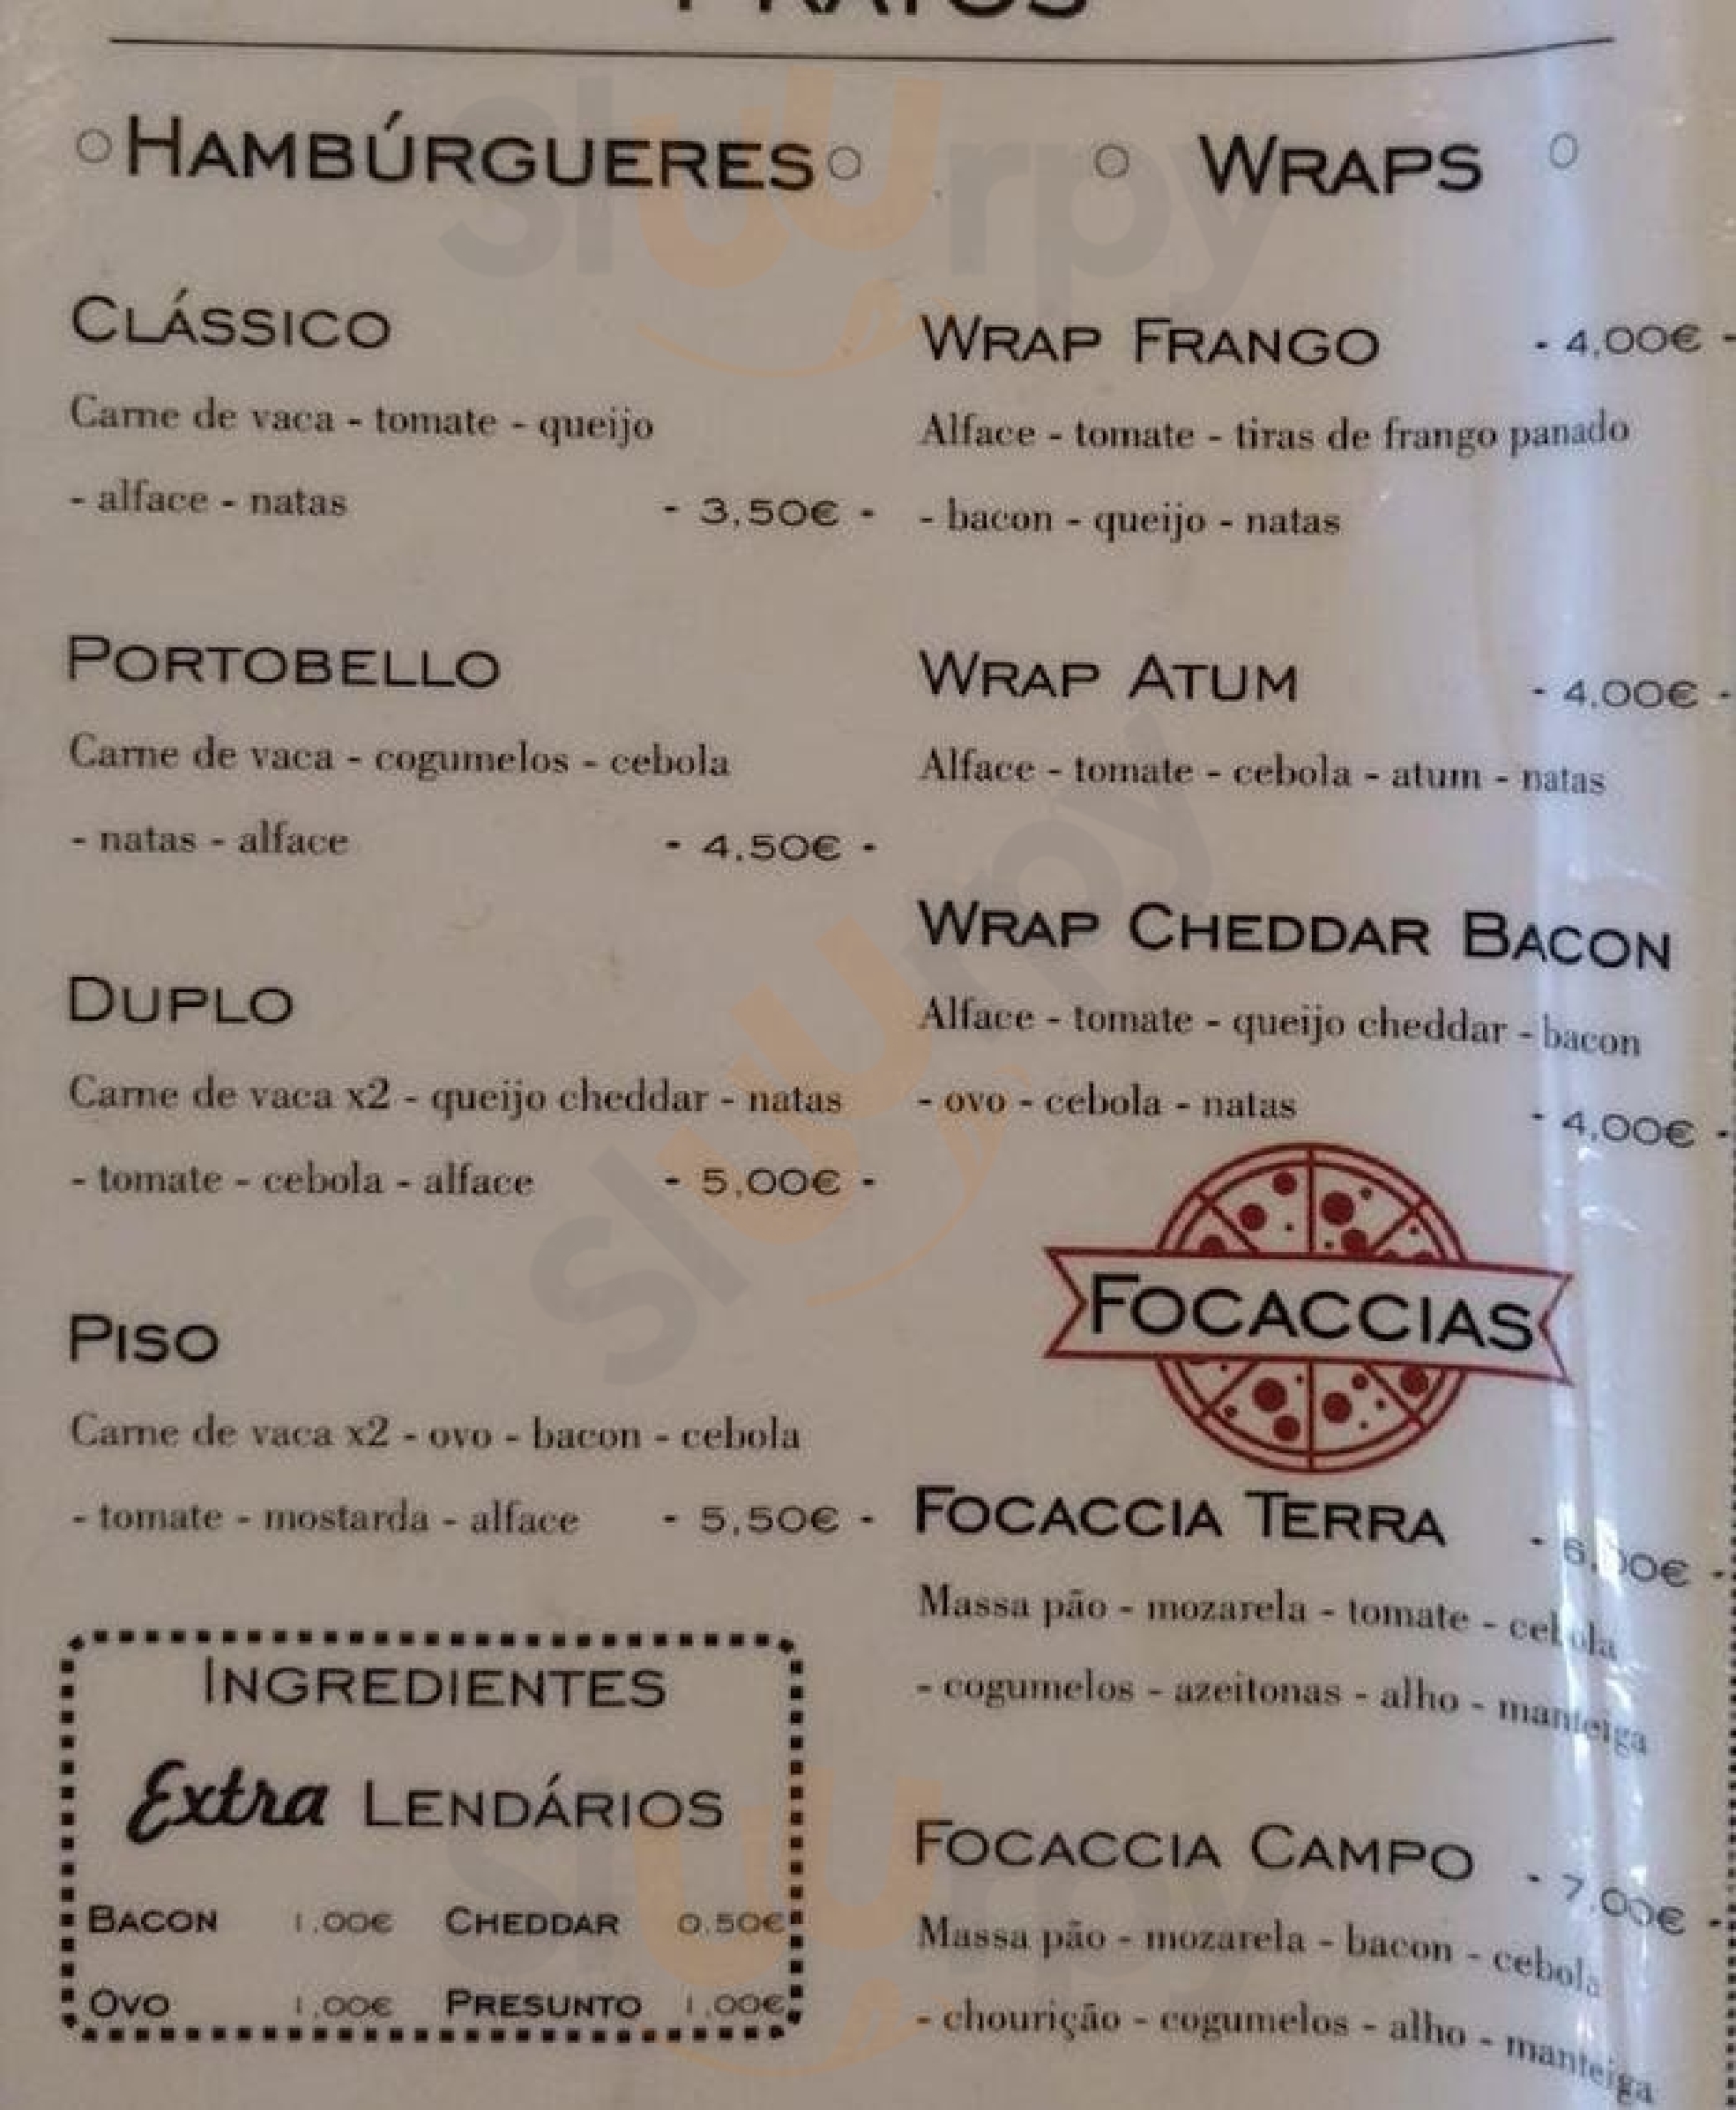 PRATOS
HAMBÚRGUERES
CLÁSSICO
Carne de vaca - tomate - queijo
- alface - natas - 3,50€ -
PORTOBELLO
Carne de vaca - cogumelos - cebola
- natas - alface - 4,50€ -
DUPLO
Carne de vaca x2 - queijo cheddar - natas
- tomate - cebola - alface - 5,00€ -
PISO
Carne de vaca x2 - ovo - bacon - cebola
- tomate - mostarda - alface - 5,50€ -
INGREDIENTES
Extra LENDÁRIOS
BACON 1,00€ CHEDDAR 0,50€
OVO 1,00€ PRESUNTO 1,00€
WRAPS
WRAP FRANGO - 4,00€ -
Alface - tomate - tiras de frango panado
- bacon - queijo - natas
WRAP ATUM - 4,00€ -
Alface - tomate - cebola - atum - natas
WRAP CHEDDAR BACON
Alface - tomate - queijo cheddar - bacon
- ovo - cebola - natas - 4,00€ -
FOCACCIAS
FOCACCIA TERRA - 6,00€ -
Massa pão - mozarela - tomate - cebola
- cogumelos - azeitonas - alho - manteiga
FOCACCIA CAMPO - 7,00€ -
Massa pão - mozarela - bacon - cebola
- chourição - cogumelos - alho - manteiga
sluurpy
sluurpy
sluurpy